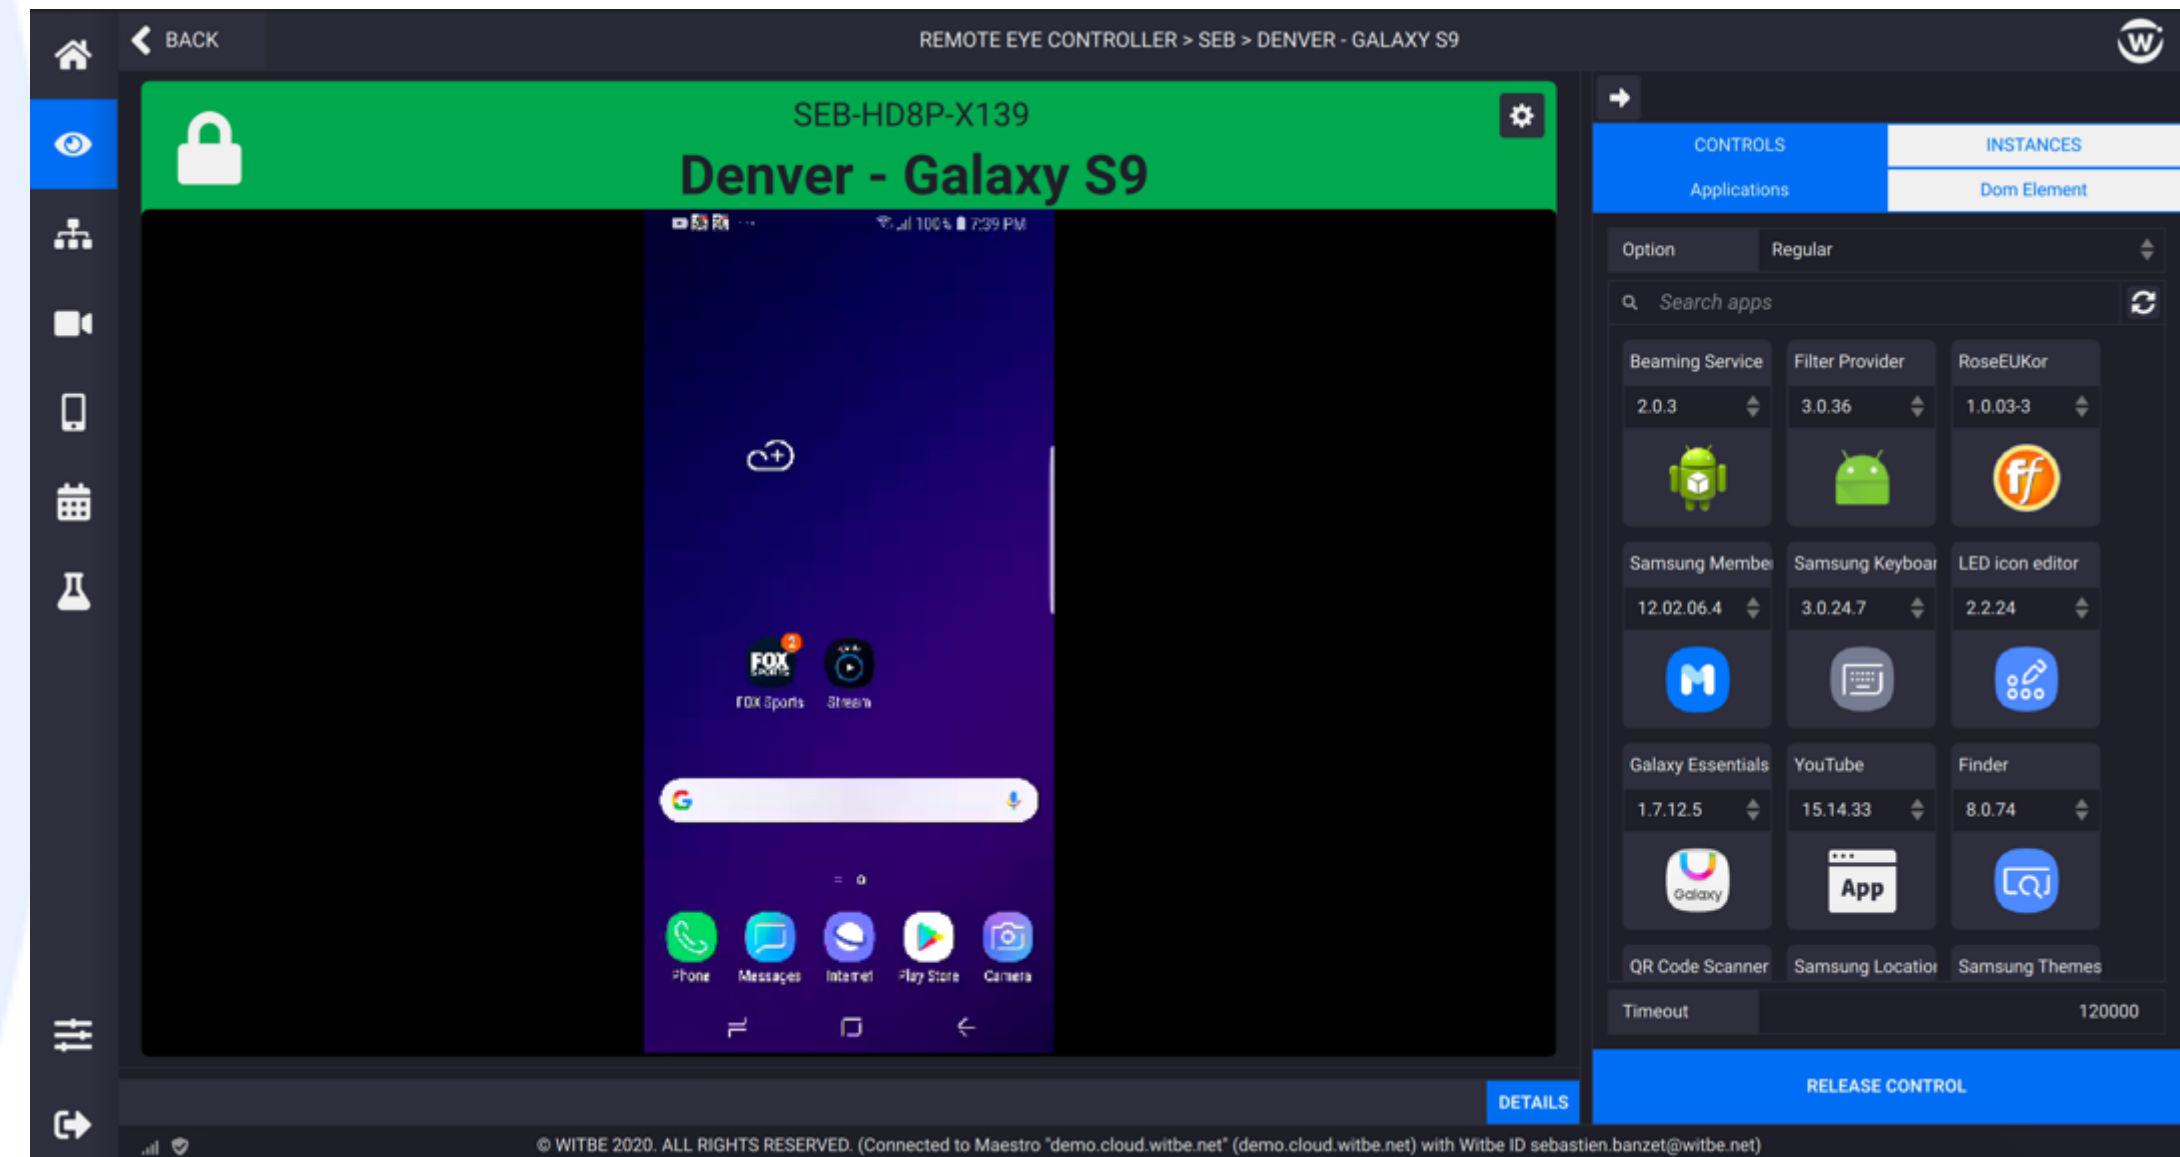 BACK
REMOTE EYE CONTROLLER > SEB > DENVER - GALAXY S9
W
SEB-HD8P-X139
Denver - Galaxy S9
100% 7:39 PM
2
FOX
SPORTS
FOX Sports Stream
G
Phone Messages Internet Play Store Camera
DETAILS
CONTROLS INSTANCES
Applications Dom Element
Option Regular
Search apps
Beaming Service Filter Provider RoseEUKor
2.0.3 3.0.36 1.0.03-3
ff
Samsung Member Samsung Keyboar LED icon editor
12.02.06.4 3.0.24.7 2.2.24
M
Galaxy Essentials YouTube Finder
1.7.12.5 15.14.33 8.0.74
Galaxy App
QR Code Scanner Samsung Location Samsung Themes
Timeout 120000
RELEASE CONTROL
© WITBE 2020. ALL RIGHTS RESERVED. (Connected to Maestro "demo.cloud.witbe.net" (demo.cloud.witbe.net) with Witbe ID sebastien.banzet@witbe.net)